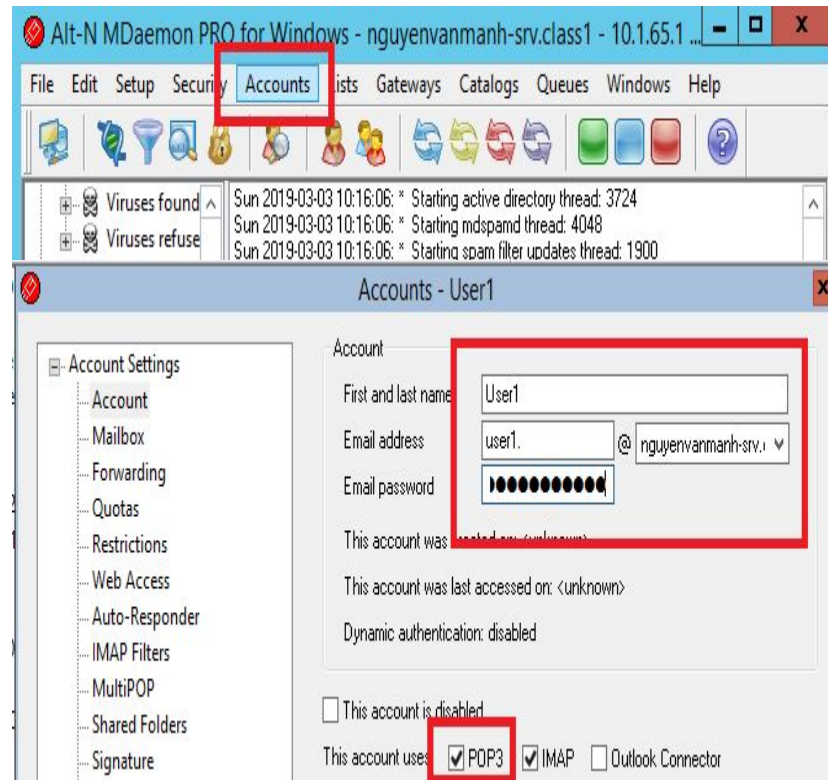 Alt-N MDaemon PRO for Windows - nguyenvanmanh-srv.class1 - 10.1.65.1 ...
File Edit Setup Security Accounts Lists Gateways Catalogs Queues Windows Help
Viruses found
Viruses refuse
Sun 2019-03-03 10:16:06: * Starting active directory thread: 3724
Sun 2019-03-03 10:16:06: * Starting mdspamd thread: 4048
Sun 2019-03-03 10:16:06: * Starting spam filter updates thread: 1900
Accounts - User1
Account Settings
Account
Mailbox
Forwarding
Quotas
Restrictions
Web Access
Auto-Responder
IMAP Filters
MultiPOP
Shared Folders
Signature
Account
First and last name User1
Email address user1. @ nguyenvanmanh-srv.
Email password
This account was created on: <unknown>
This account was last accessed on: <unknown>
Dynamic authentication: disabled
This account is disabled
This account uses POP3 IMAP Outlook Connector